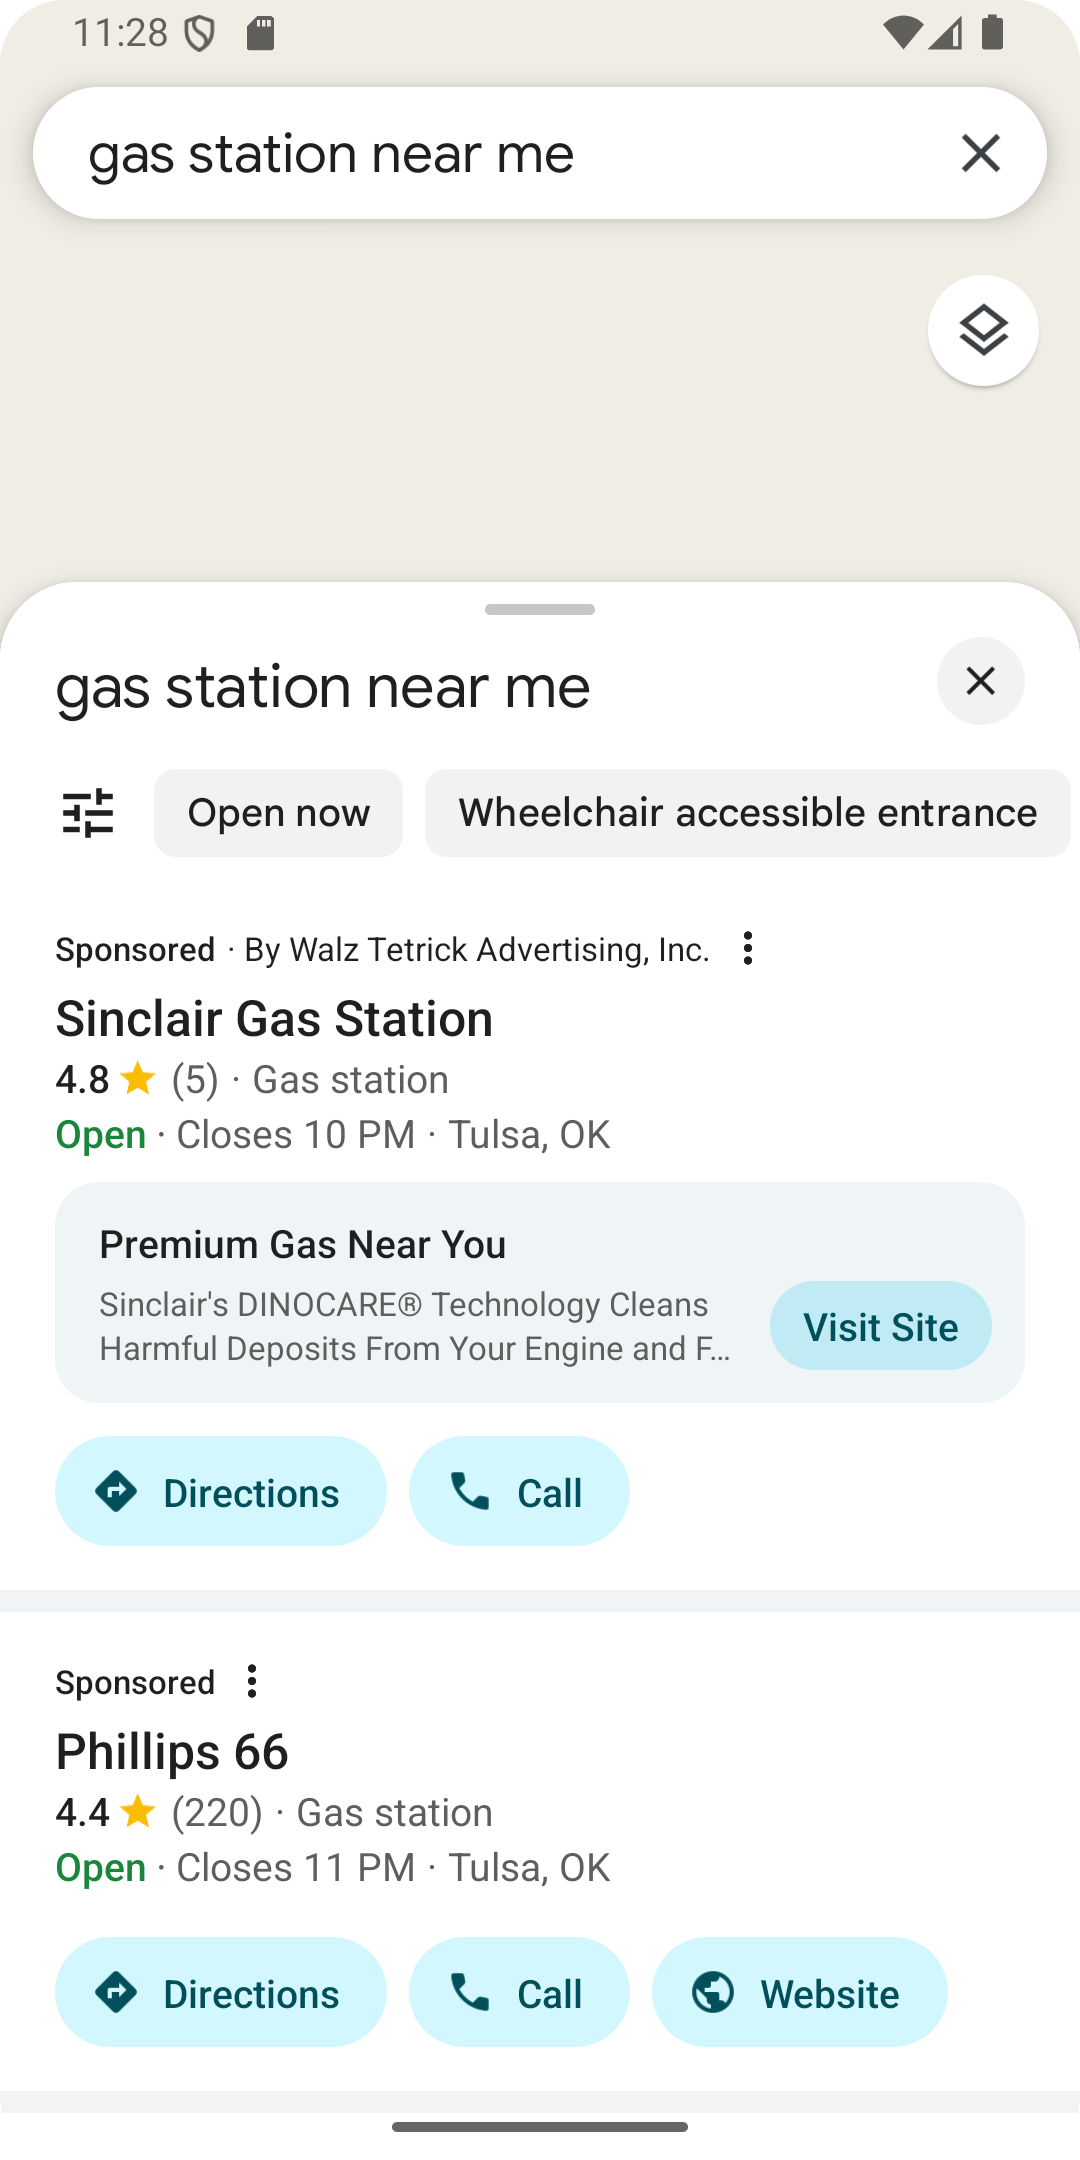 11:28
gas station near me
gas station near me
Open now
Wheelchair accessible entrance
Sponsored · By Walz Tetrick Advertising, Inc.
Sinclair Gas Station
4.8 (5) · Gas station
Open · Closes 10 PM · Tulsa, OK
Premium Gas Near You
Sinclair's DINOCARE® Technology Cleans
Harmful Deposits From Your Engine and F...
Visit Site
Directions
Call
Sponsored
Phillips 66
4.4 (220) · Gas station
Open · Closes 11 PM · Tulsa, OK
Directions
Call
Website